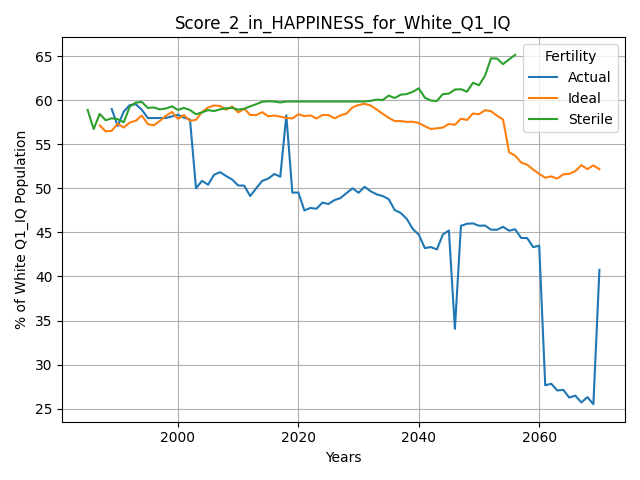 Score_2_in_HAPPINESS_for_White_Q1_IQ
Fertility
Actual
Ideal
Sterile
% of White Q1_IQ Population
65
60
55
50
45
40
35
30
25
2000
2020
2040
2060
Years